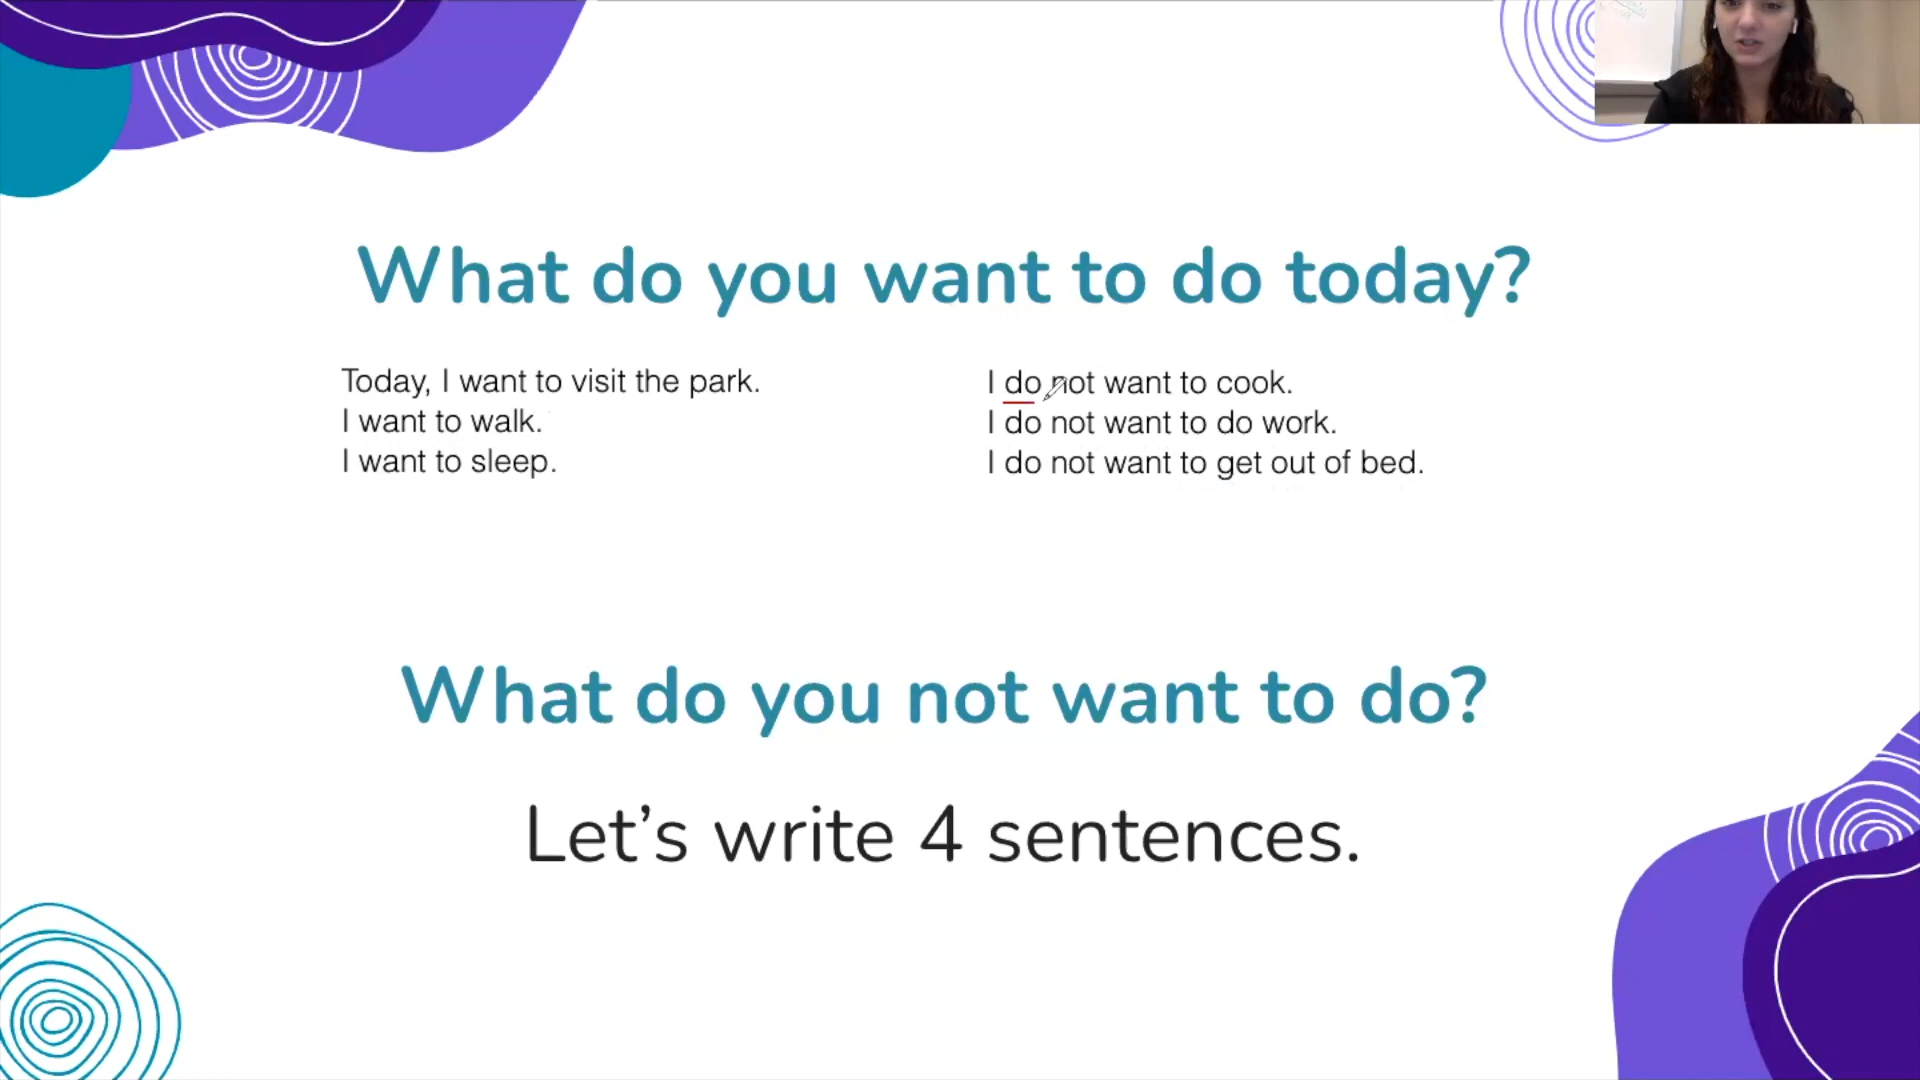 What do you want to do today?
Today, I want to visit the park.
I want to walk.
I want to sleep.
I do not want to cook.
I do not want to do work.
I do not want to get out of bed.
What do you not want to do?
Let’s write 4 sentences.